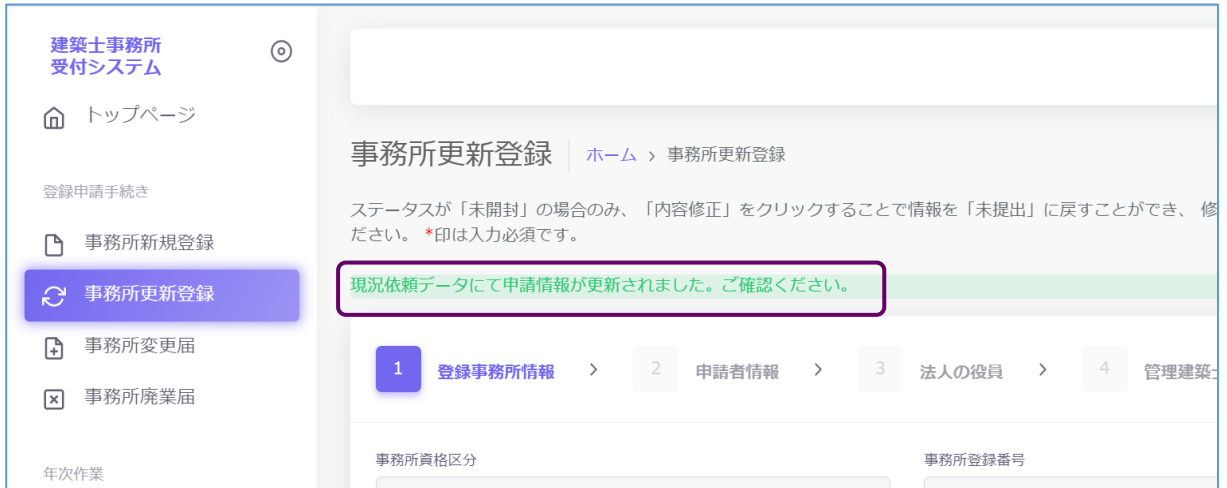 建築士事務所
受付システム
トップページ
登録申請手続き
事務所新規登録
事務所更新登録
事務所変更届
事務所廃業届
年次作業
事務所更新登録 ホーム > 事務所更新登録
ステータスが「未開封」の場合のみ、「内容修正」をクリックすることで情報を「未提出」に戻すことができ、 修
ださい。 *印は入力必須です。
現況依頼データにて申請情報が更新されました。ご確認ください。
1 登録事務所情報 > 2 申請者情報 > 3 法人の役員 > 4 管理建築士
事務所資格区分 事務所登録番号